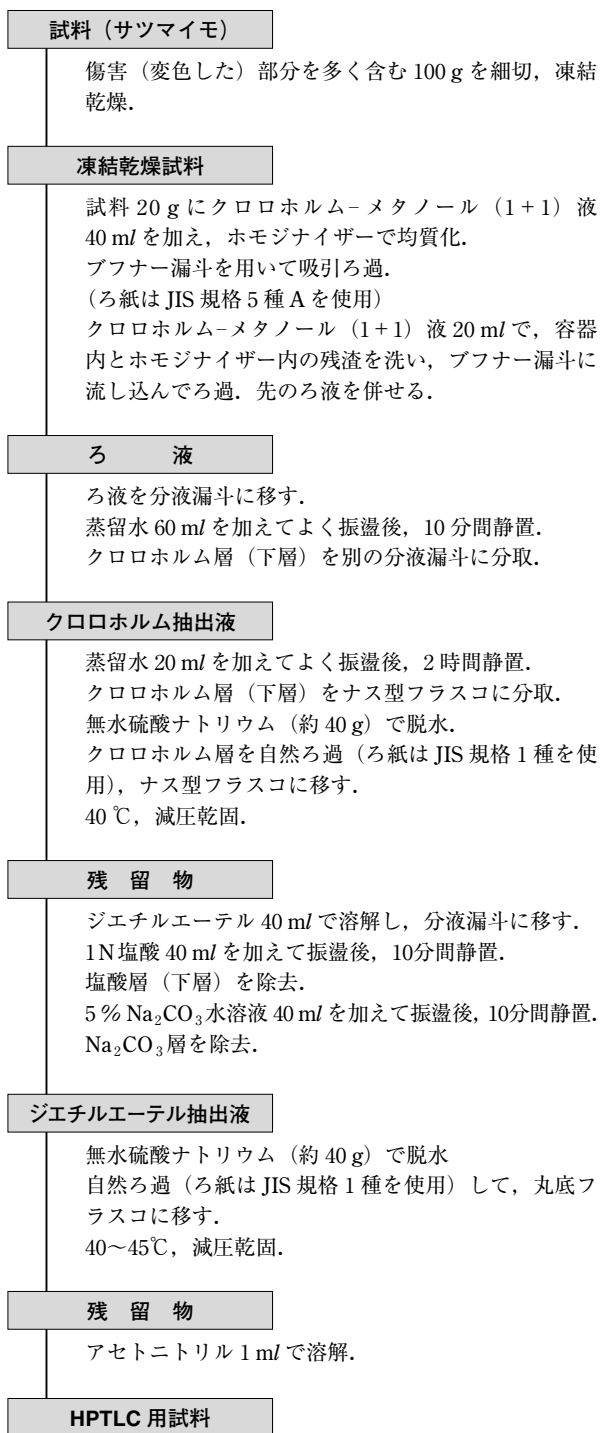 試料（サツマイモ）
傷害（変色した）部分を多く含む 100 g を細切，凍結
乾燥．
凍結乾燥試料
試料 20 g にクロロホルム−メタノール（1 + 1）液
40 ml を加え，ホモジナイザーで均質化．
ブフナー漏斗を用いて吸引ろ過．
（ろ紙は JIS 規格 5 種 A を使用）
クロロホルム−メタノール（1 + 1）液 20 ml で，容器
内とホモジナイザー内の残渣を洗い，ブフナー漏斗に
流し込んでろ過．先のろ液を併せる．
ろ　液
ろ液を分液漏斗に移す．
蒸留水 60 ml を加えてよく振盪後，10 分間静置．
クロロホルム層（下層）を別の分液漏斗に分取．
クロロホルム抽出液
蒸留水 20 ml を加えてよく振盪後，2 時間静置．
クロロホルム層（下層）をナス型フラスコに分取．
無水硫酸ナトリウム（約 40 g）で脱水．
クロロホルム層を自然ろ過（ろ紙は JIS 規格 1 種を使
用），ナス型フラスコに移す．
40 ℃，減圧乾固．
残　留　物
ジエチルエーテル 40 ml で溶解し，分液漏斗に移す．
1N塩酸 40 ml を加えて振盪後，10分間静置．
塩酸層（下層）を除去．
5 % Na₂CO₃水溶液 40 ml を加えて振盪後，10分間静置．
Na₂CO₃層を除去．
ジエチルエーテル抽出液
無水硫酸ナトリウム（約 40 g）で脱水
自然ろ過（ろ紙は JIS 規格 1 種を使用）して，丸底フ
ラスコに移す．
40〜45℃，減圧乾固．
残　留　物
アセトニトリル 1 ml で溶解．
HPTLC 用試料